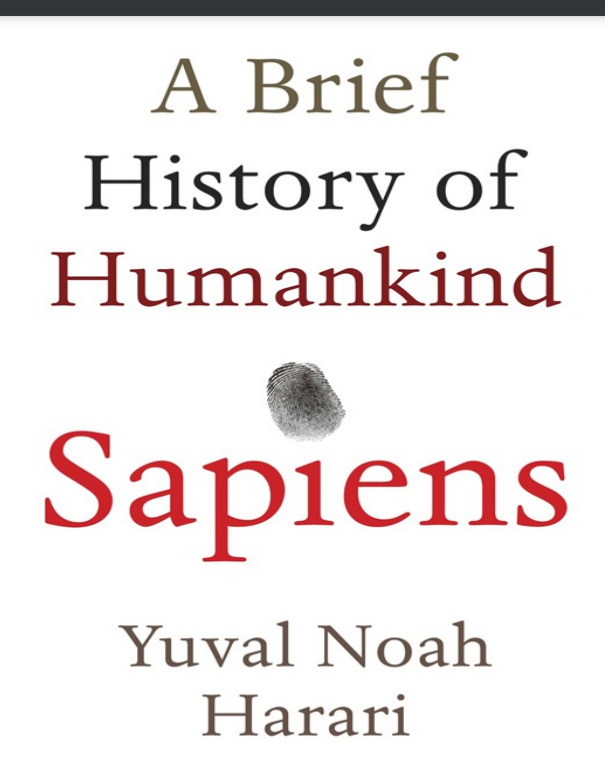 A Brief
History of
Humankind
Sapiens
Yuval Noah
Harari